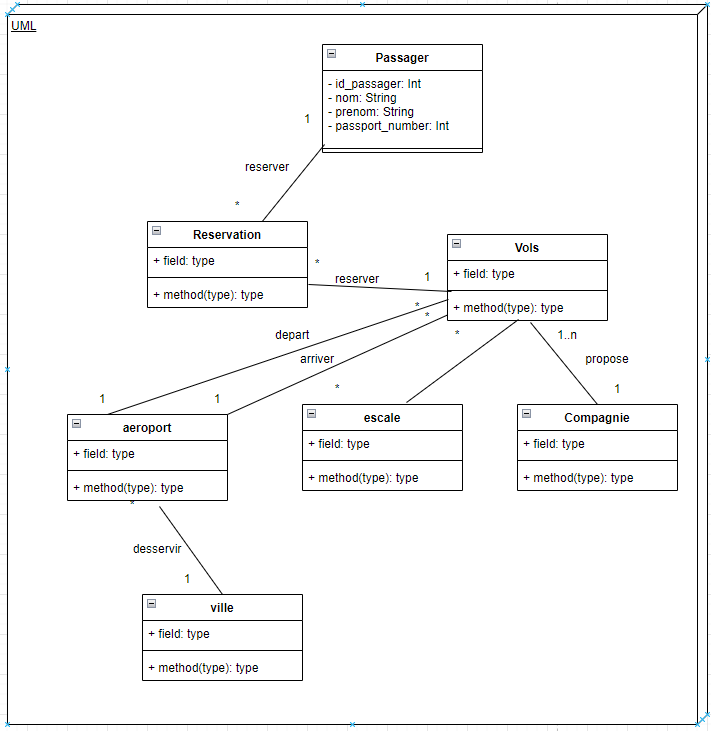 UML
Passager
- id_passager: Int
- nom: String
- prenom: String
- passport_number: Int
1
reserver
*
Reservation
+ field: type
+ method(type): type
*
reserver
1
Vols
+ field: type
+ method(type): type
*
*
*
1..n
depart
arriver
propose
1
1
*
1
aeroport
+ field: type
+ method(type): type
*
escale
+ field: type
+ method(type): type
Compagnie
+ field: type
+ method(type): type
desservir
1
ville
+ field: type
+ method(type): type